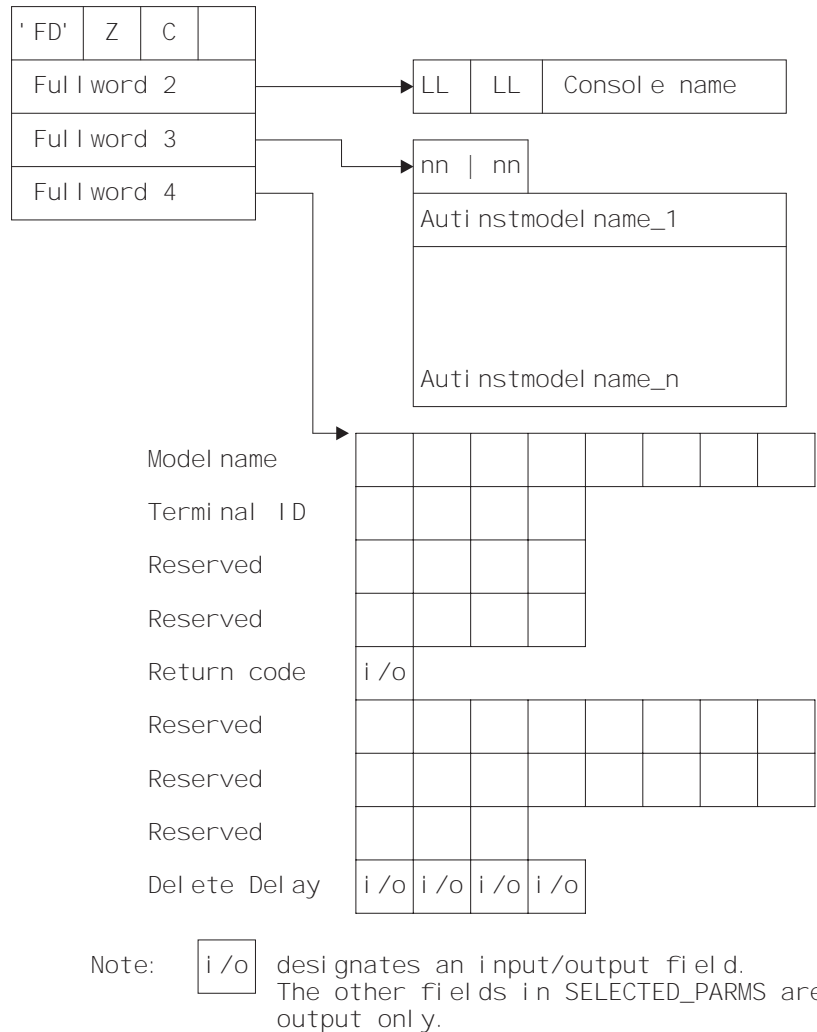 'FD' Z C
Fullword 2
LL LL Console name
Fullword 3
nn | nn
Fullword 4
Autinstmodelname_1
Autinstmodelname_n
Modelname
Terminal ID
Reserved
Reserved
Return code i/o
Reserved
Reserved
Reserved
Delete Delay i/o i/o i/o i/o
Note: i/o designates an input/output field.
The other fields in SELECTED_PARMS are
output only.